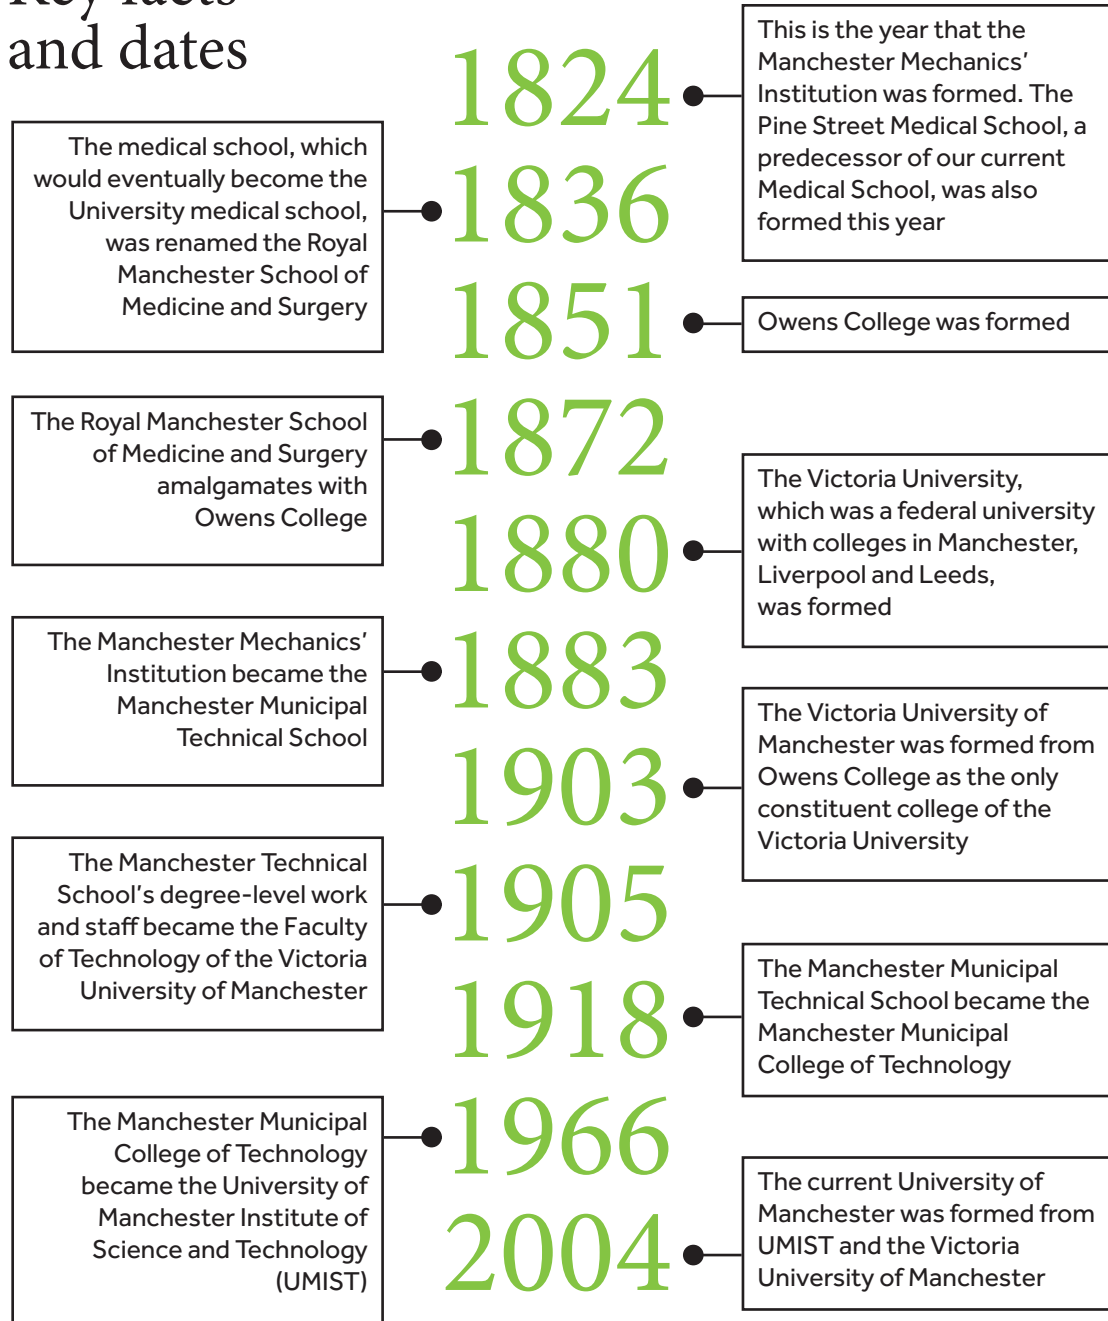 Key facts
and dates
1824
This is the year that the
Manchester Mechanics’
Institution was formed. The
Pine Street Medical School, a
predecessor of our current
Medical School, was also
formed this year
1836
The medical school, which
would eventually become the
University medical school,
was renamed the Royal
Manchester School of
Medicine and Surgery
1851
Owens College was formed
1872
The Royal Manchester School
of Medicine and Surgery
amalgamates with
Owens College
1880
The Victoria University,
which was a federal university
with colleges in Manchester,
Liverpool and Leeds,
was formed
1883
The Manchester Mechanics’
Institution became the
Manchester Municipal
Technical School
1903
The Victoria University of
Manchester was formed from
Owens College as the only
constituent college of the
Victoria University
1905
The Manchester Technical
School’s degree-level work
and staff became the Faculty
of Technology of the Victoria
University of Manchester
1918
The Manchester Municipal
Technical School became the
Manchester Municipal
College of Technology
1966
The Manchester Municipal
College of Technology
became the University of
Manchester Institute of
Science and Technology
(UMIST)
2004
The current University of
Manchester was formed from
UMIST and the Victoria
University of Manchester